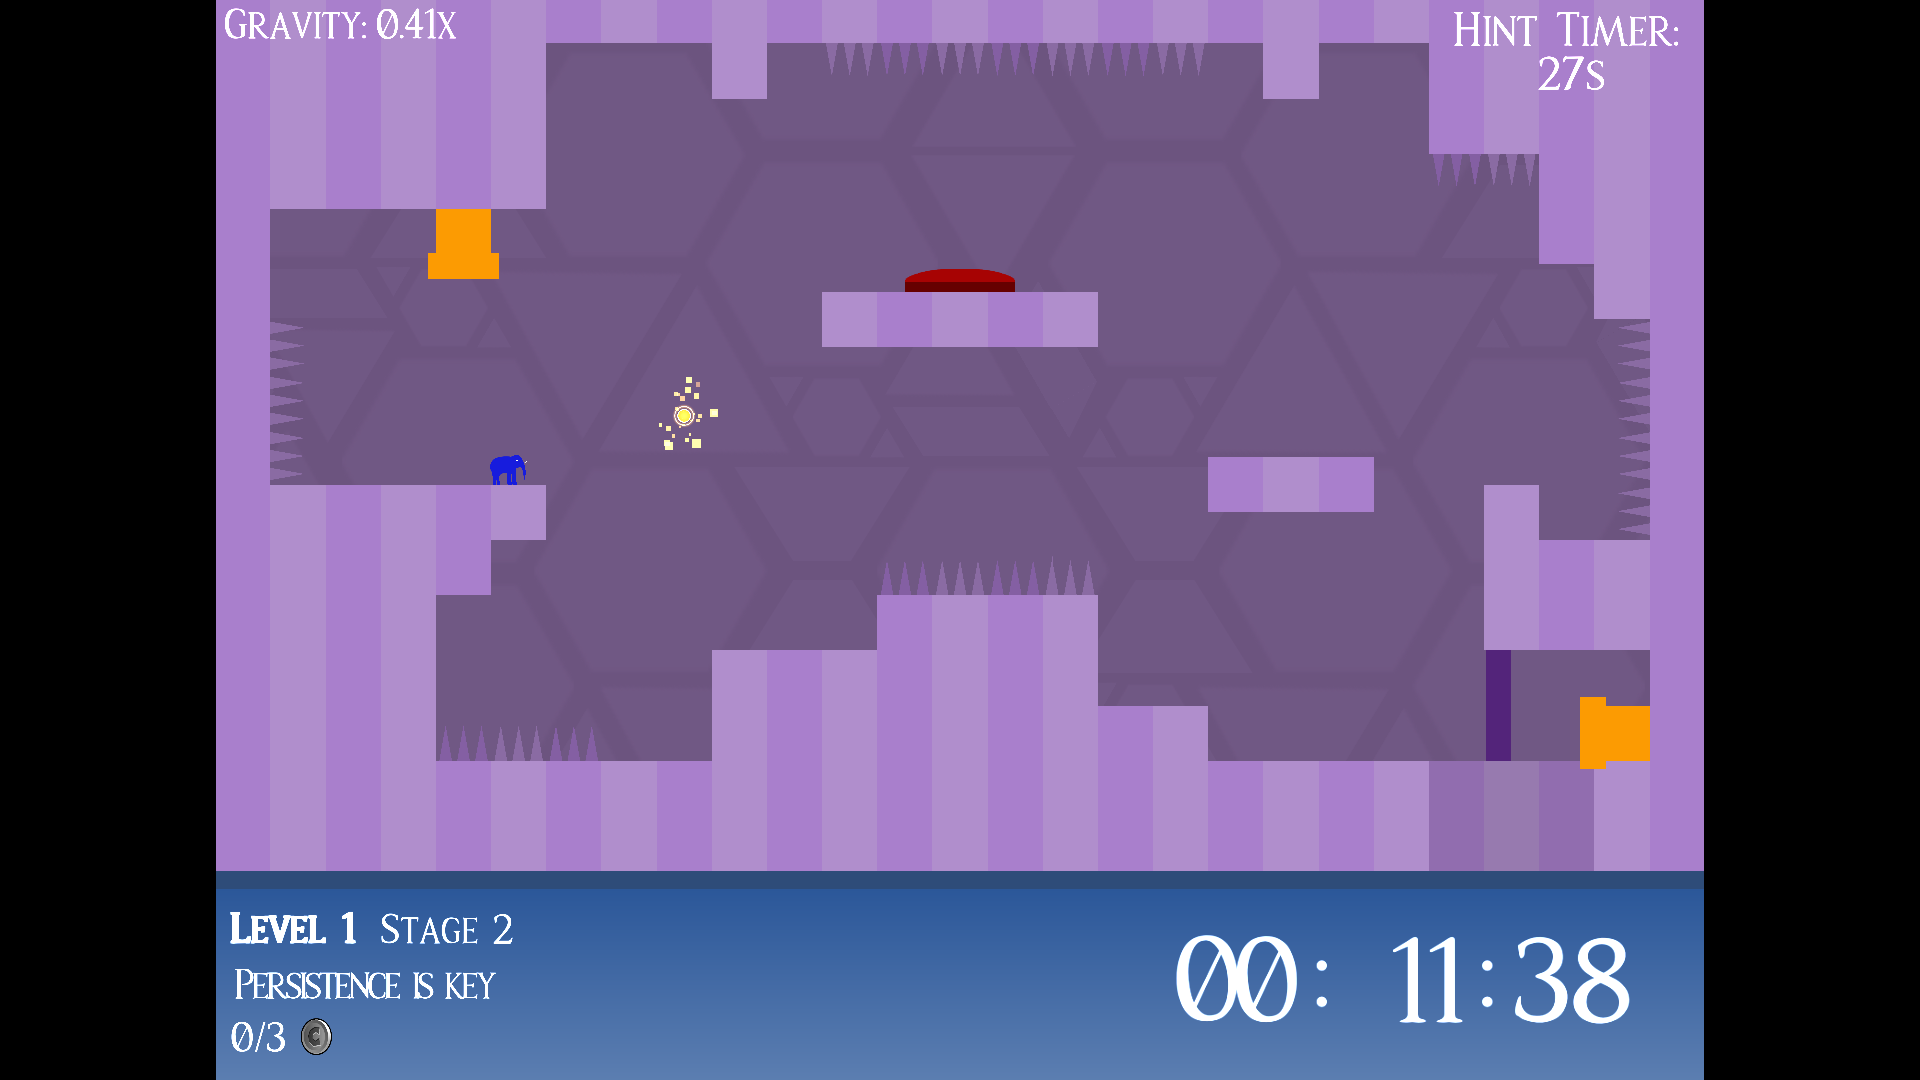 GRAVITY: 0.41X
HINT TIMER:
27S
LEVEL 1 STAGE 2
PERSISTENCE IS KEY
0/3
00: 11:38